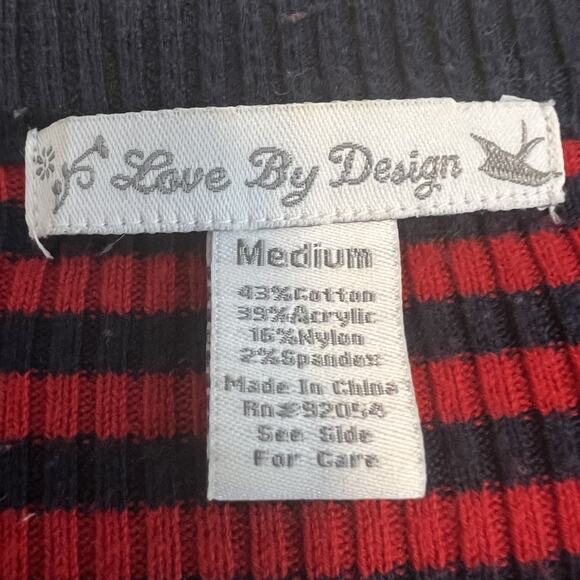 Love By Design
Medium
43%Cotton
39%Acrylic
16%Nylon
2%Spandex
Made In China
Rn#92054
See Side
For Care